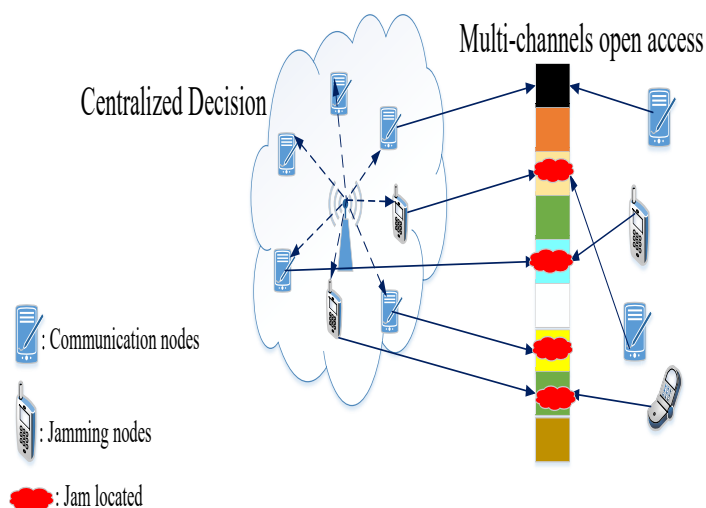 Multi-channels open access
Centralized Decision
: Communication nodes
: Jamming nodes
: Jam located